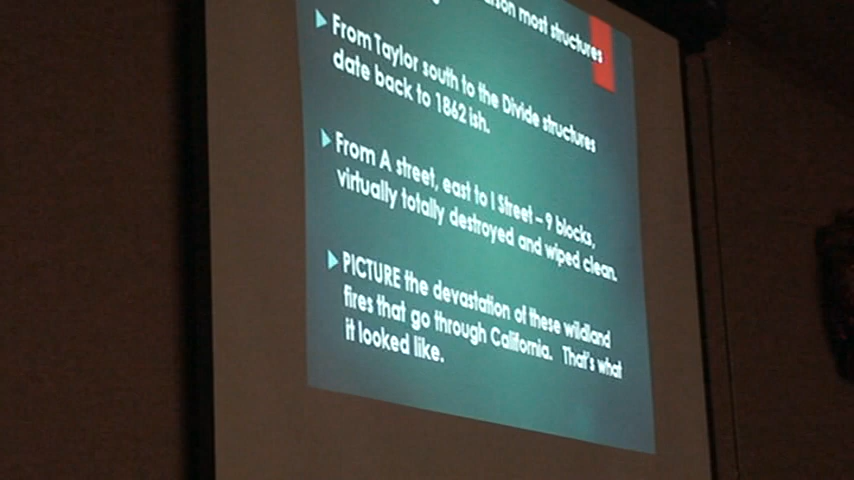 most structures
From Taylor south to the Divide structures
date back to 1862 ish.
From A street, east to I Street – 9 blocks,
virtually totally destroyed and wiped clean.
PICTURE the devastation of these wildland
fires that go through California. That's what
it looked like.